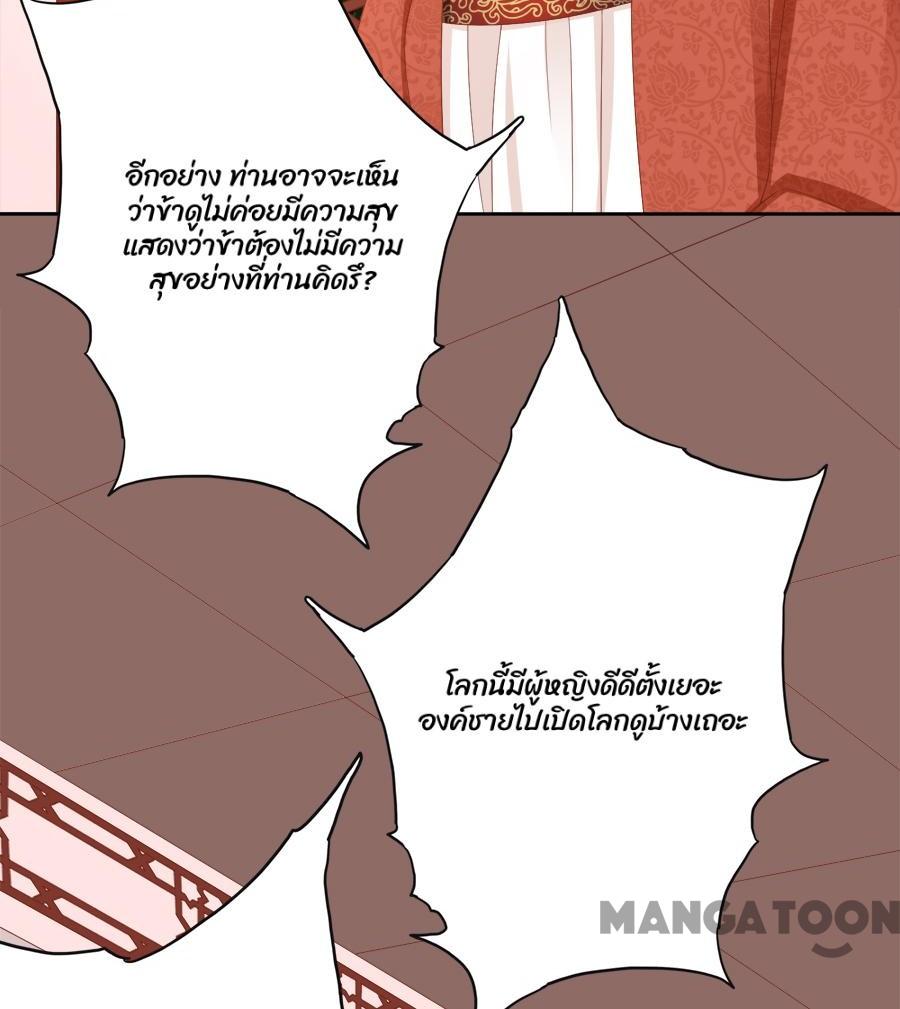 อีกอย่าง ท่านอาจจะเห็น
ว่าข้าดูไม่ค่อยมีความสุข
แสดงว่าข้าต้องไม่มีความ
สุขอย่างที่ท่านคิดรึ?
โลกนี้มีผู้หญิงดีดีตั้งเยอะ
องค์ชายไปเปิดโลกดูบ้างเถอะ
MANGATOON